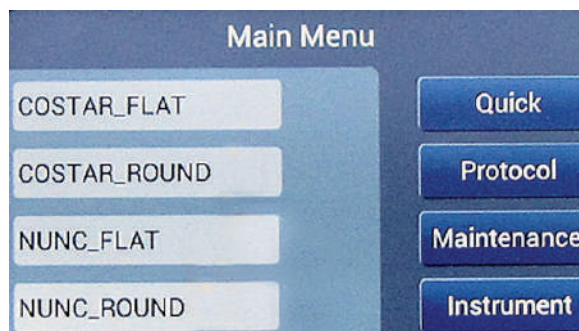 Main Menu
COSTAR_FLAT
Quick
COSTAR_ROUND
Protocol
NUNC_FLAT
Maintenance
NUNC_ROUND
Instrument